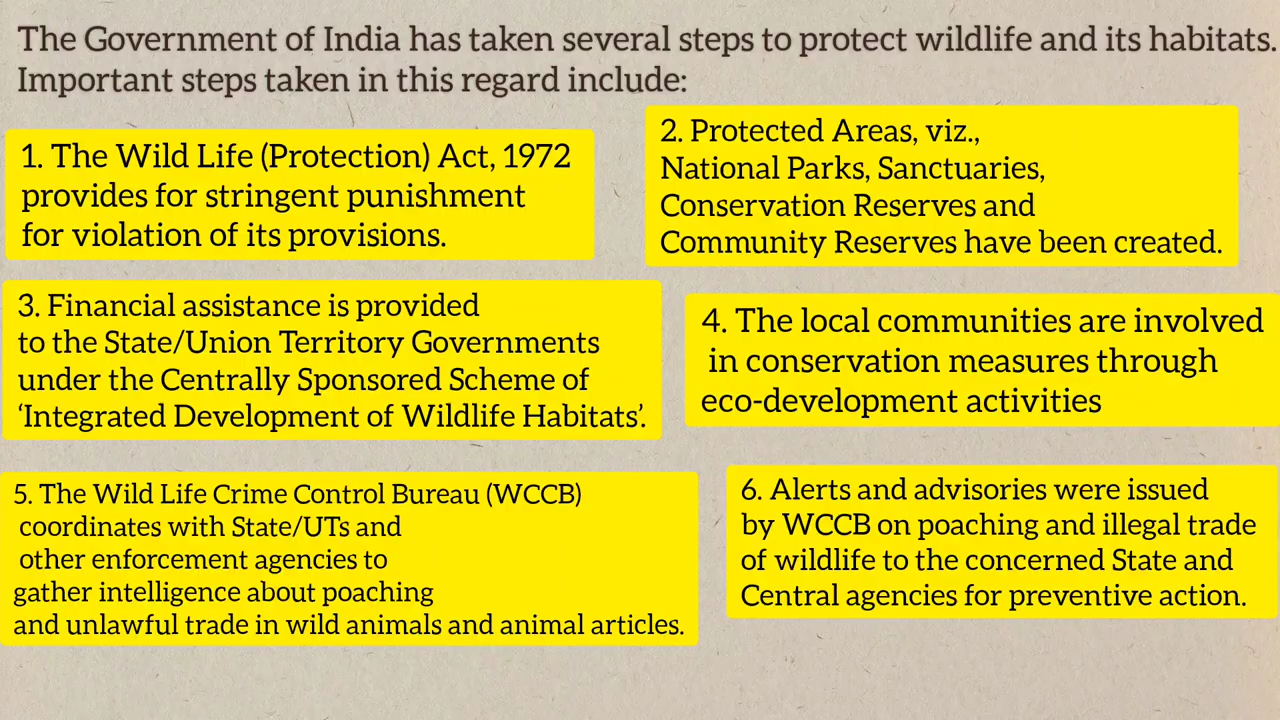 The Government of India has taken several steps to protect wildlife and its habitats.
Important steps taken in this regard include:
1. The Wild Life (Protection) Act, 1972
provides for stringent punishment
for violation of its provisions.
2. Protected Areas, viz.,
National Parks, Sanctuaries,
Conservation Reserves and
Community Reserves have been created.
3. Financial assistance is provided
to the State/Union Territory Governments
under the Centrally Sponsored Scheme of
‘Integrated Development of Wildlife Habitats’.
4. The local communities are involved
in conservation measures through
eco-development activities
5. The Wild Life Crime Control Bureau (WCCB)
coordinates with State/UTs and
other enforcement agencies to
gather intelligence about poaching
and unlawful trade in wild animals and animal articles.
6. Alerts and advisories were issued
by WCCB on poaching and illegal trade
of wildlife to the concerned State and
Central agencies for preventive action.